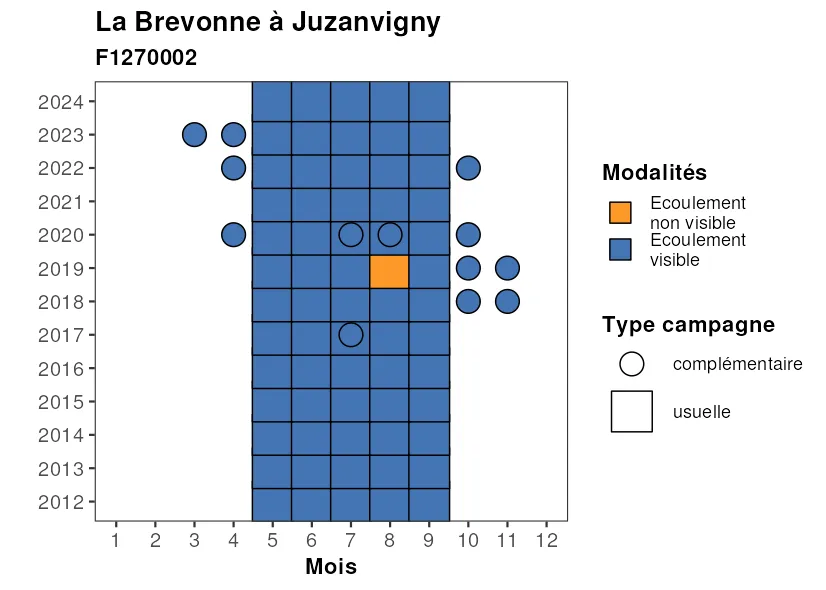 La Brevonne à Juzanvigny
F1270002
2024
2023
2022
2021
2020
2019
2018
2017
2016
2015
2014
2013
2012
1 2 3 4 5 6 7 8 9 10 11 12
Mois
Modalités
Ecoulement
non visible
Ecoulement
visible
Type campagne
complémentaire
usuelle